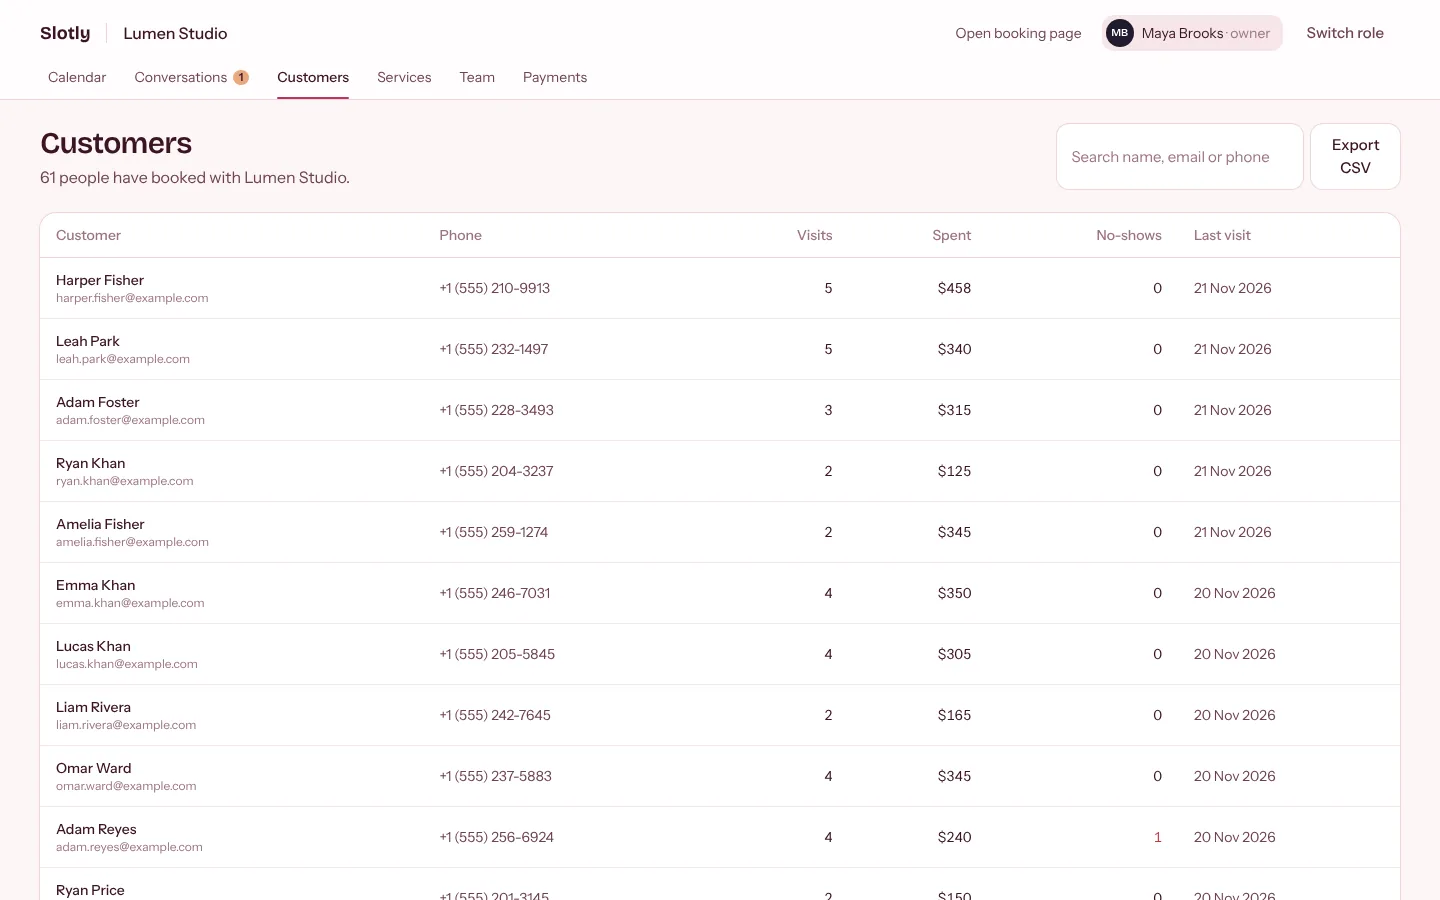 Slotly
Lumen Studio
Open booking page
MB
Maya Brooks · owner
Switch role
Calendar
Conversations 1
Customers
Services
Team
Payments
Customers
61 people have booked with Lumen Studio.
Search name, email or phone
Export
CSV
Customer Phone Visits Spent No-shows Last visit
Harper Fisher
harper.fisher@example.com
+1 (555) 210-9913 5 $458 0 21 Nov 2026
Leah Park
leah.park@example.com
+1 (555) 232-1497 5 $340 0 21 Nov 2026
Adam Foster
adam.foster@example.com
+1 (555) 228-3493 3 $315 0 21 Nov 2026
Ryan Khan
ryan.khan@example.com
+1 (555) 204-3237 2 $125 0 21 Nov 2026
Amelia Fisher
amelia.fisher@example.com
+1 (555) 259-1274 2 $345 0 21 Nov 2026
Emma Khan
emma.khan@example.com
+1 (555) 246-7031 4 $350 0 20 Nov 2026
Lucas Khan
lucas.khan@example.com
+1 (555) 205-5845 4 $305 0 20 Nov 2026
Liam Rivera
liam.rivera@example.com
+1 (555) 242-7645 2 $165 0 20 Nov 2026
Omar Ward
omar.ward@example.com
+1 (555) 237-5883 4 $345 0 20 Nov 2026
Adam Reyes
adam.reyes@example.com
+1 (555) 256-6924 4 $240 1 20 Nov 2026
Ryan Price
+1 (555) 201-3145 2 $150 0 20 Nov 2026